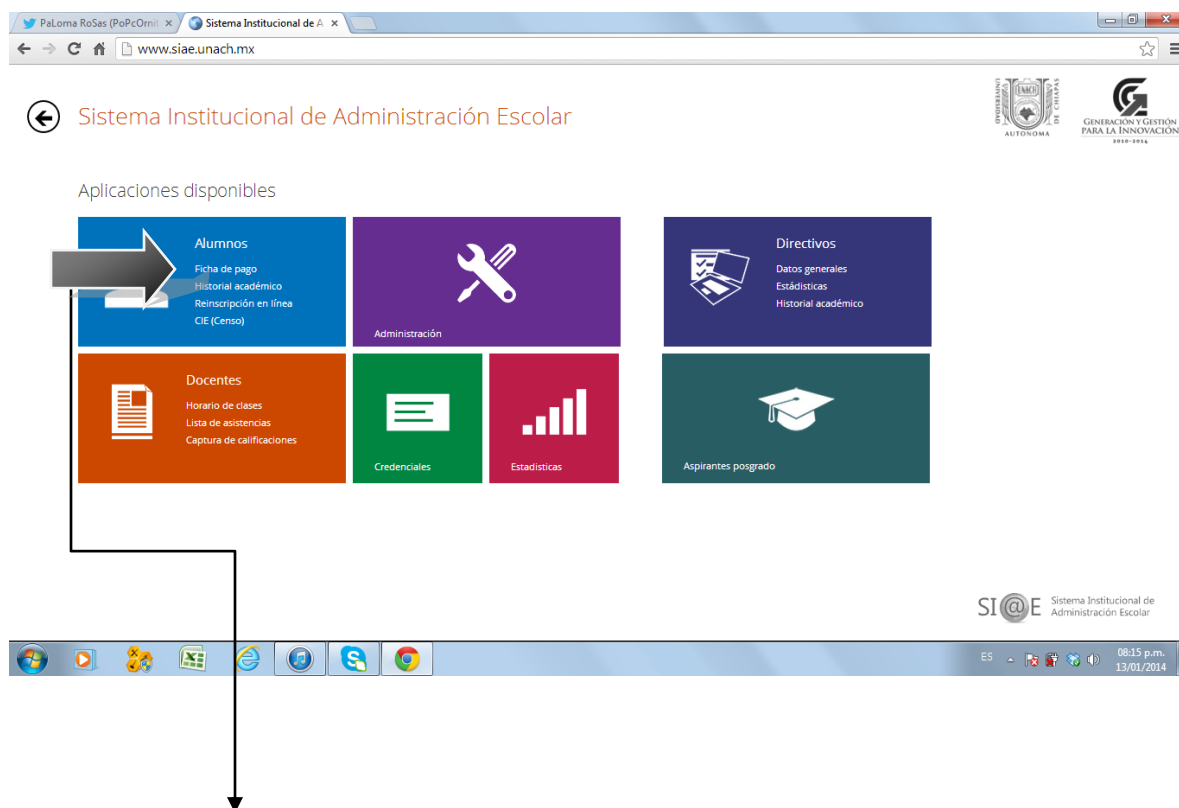 PaLoma RoSas (PoPcOrnit
Sistema Institucional de A
www.siae.unach.mx
Sistema Institucional de Administración Escolar
UNIVERSIDAD
UNACH
DE CHIAPAS
AUTONOMA
GENERACIÓN Y GESTIÓN
PARA LA INNOVACIÓN
2010-2014
Aplicaciones disponibles
Alumnos
Ficha de pago
Historial académico
Reinscripción en línea
CIE (Censo)
Administración
Directivos
Datos generales
Estádisticas
Historial académico
Docentes
Horario de clases
Lista de asistencias
Captura de calificaciones
Credenciales
Estadisticas
Aspirantes posgrado
SI@E
Sistema Institucional de
Administración Escolar
ES
08:15 p.m.
13/01/2014